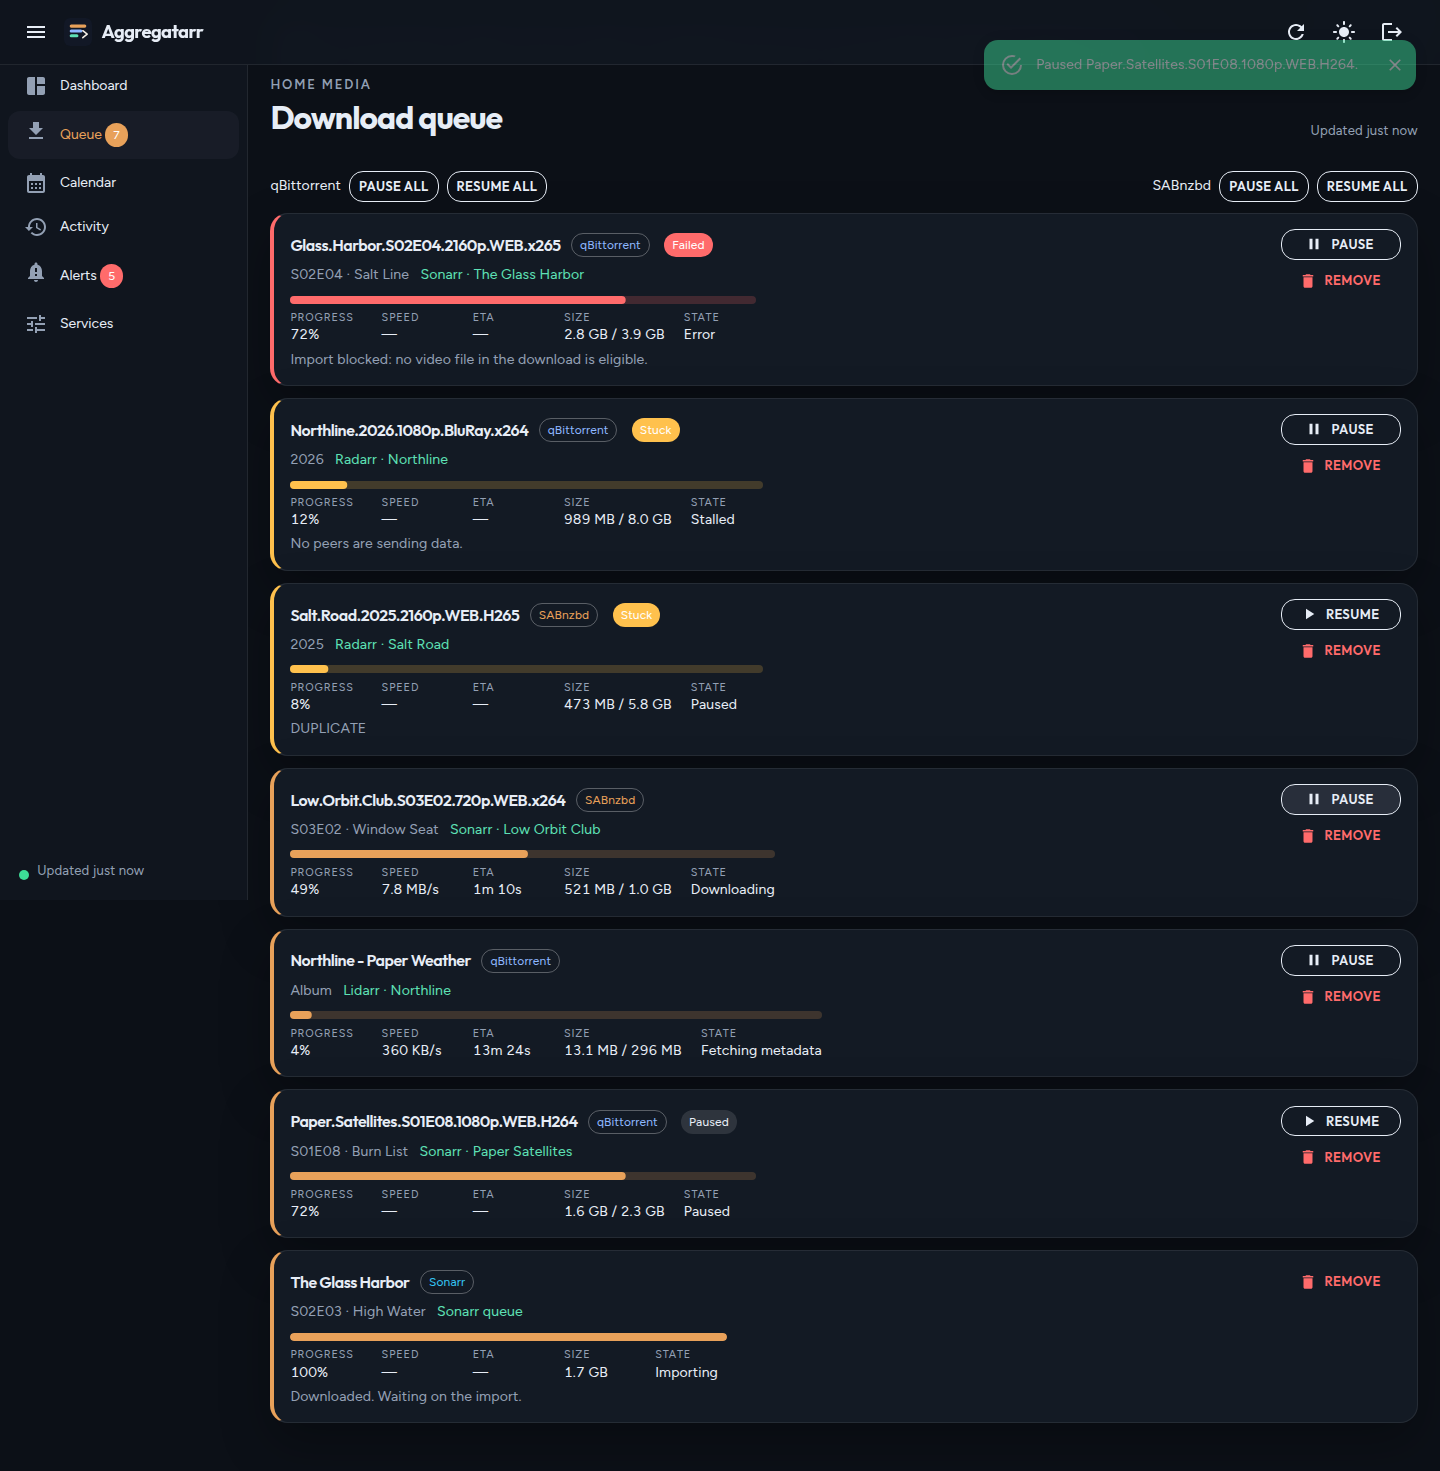 Aggregatarr
Paused Paper.Satellites.S01E08.1080p.WEB.H264.
Dashboard
Queue 7
Calendar
Activity
Alerts 5
Services
Updated just now
HOME MEDIA
Download queue
Updated just now
qBittorrent PAUSE ALL RESUME ALL
SABnzbd PAUSE ALL RESUME ALL
Glass.Harbor.S02E04.2160p.WEB.x265 qBittorrent Failed
PAUSE
S02E04 · Salt Line Sonarr · The Glass Harbor
REMOVE
PROGRESS SPEED ETA SIZE STATE
72% — — 2.8 GB / 3.9 GB Error
Import blocked: no video file in the download is eligible.
Northline.2026.1080p.BluRay.x264 qBittorrent Stuck
PAUSE
2026 Radarr · Northline
REMOVE
PROGRESS SPEED ETA SIZE STATE
12% — — 989 MB / 8.0 GB Stalled
No peers are sending data.
Salt.Road.2025.2160p.WEB.H265 SABnzbd Stuck
RESUME
2025 Radarr · Salt Road
REMOVE
PROGRESS SPEED ETA SIZE STATE
8% — — 473 MB / 5.8 GB Paused
DUPLICATE
Low.Orbit.Club.S03E02.720p.WEB.x264 SABnzbd
PAUSE
S03E02 · Window Seat Sonarr · Low Orbit Club
REMOVE
PROGRESS SPEED ETA SIZE STATE
49% 7.8 MB/s 1m 10s 521 MB / 1.0 GB Downloading
Northline - Paper Weather qBittorrent
PAUSE
Album Lidarr · Northline
REMOVE
PROGRESS SPEED ETA SIZE STATE
4% 360 KB/s 13m 24s 13.1 MB / 296 MB Fetching metadata
Paper.Satellites.S01E08.1080p.WEB.H264 qBittorrent Paused
RESUME
S01E08 · Burn List Sonarr · Paper Satellites
REMOVE
PROGRESS SPEED ETA SIZE STATE
72% — — 1.6 GB / 2.3 GB Paused
The Glass Harbor Sonarr
REMOVE
S02E03 · High Water Sonarr queue
PROGRESS SPEED ETA SIZE STATE
100% — — 1.7 GB Importing
Downloaded. Waiting on the import.